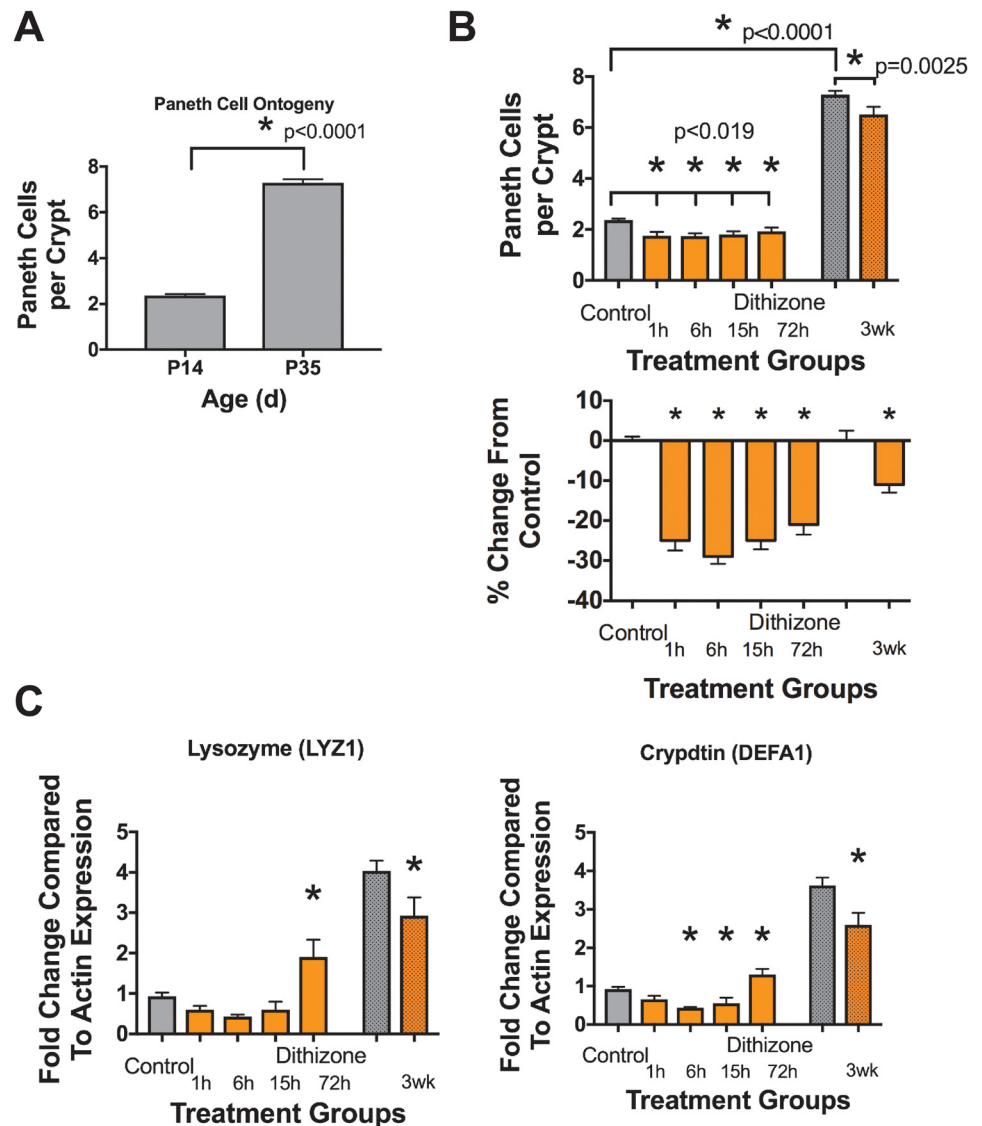 A
Paneth Cell Ontogeny
* p<0.0001
Paneth Cells
per Crypt
8
6
4
2
0
P14 P35
Age (d)
B
* p<0.0001
* p=0.0025
p<0.019
* * * *
Paneth Cells
per Crypt
8
6
4
2
0
Control Dithizone
1h 6h 15h 72h 3wk
Treatment Groups
% Change From
Control
10
0
-10
-20
-30
-40
* * * * *
Control Dithizone
1h 6h 15h 72h 3wk
Treatment Groups
C
Lysozyme (LYZ1)
Fold Change Compared
To Actin Expression
5
4
3
2
1
0
* *
Control Dithizone
1h 6h 15h 72h 3wk
Treatment Groups
Crypdtin (DEFA1)
Fold Change Compared
To Actin Expression
5
4
3
2
1
0
* * * *
Control Dithizone
1h 6h 15h 72h 3wk
Treatment Groups